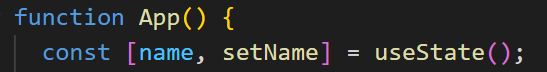 function App() {
const [name, setName] = useState();